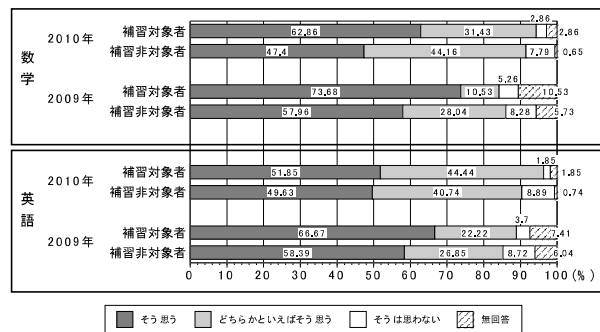 数学
2010年
補習対象者
62.86 31.43 2.86 2.86
補習非対象者
47.4 44.16 7.79 0.65
2009年
補習対象者
73.68 10.53 5.26 10.53
補習非対象者
57.96 28.04 8.28 5.73
英語
2010年
補習対象者
51.85 44.44 1.85 1.85
補習非対象者
49.63 40.74 8.89 0.74
2009年
補習対象者
66.67 22.22 3.7 7.41
補習非対象者
58.39 26.85 8.72 6.04
0 10 20 30 40 50 60 70 80 90 100(%)
そう思う どちらかといえばそう思う そうは思わない 無回答